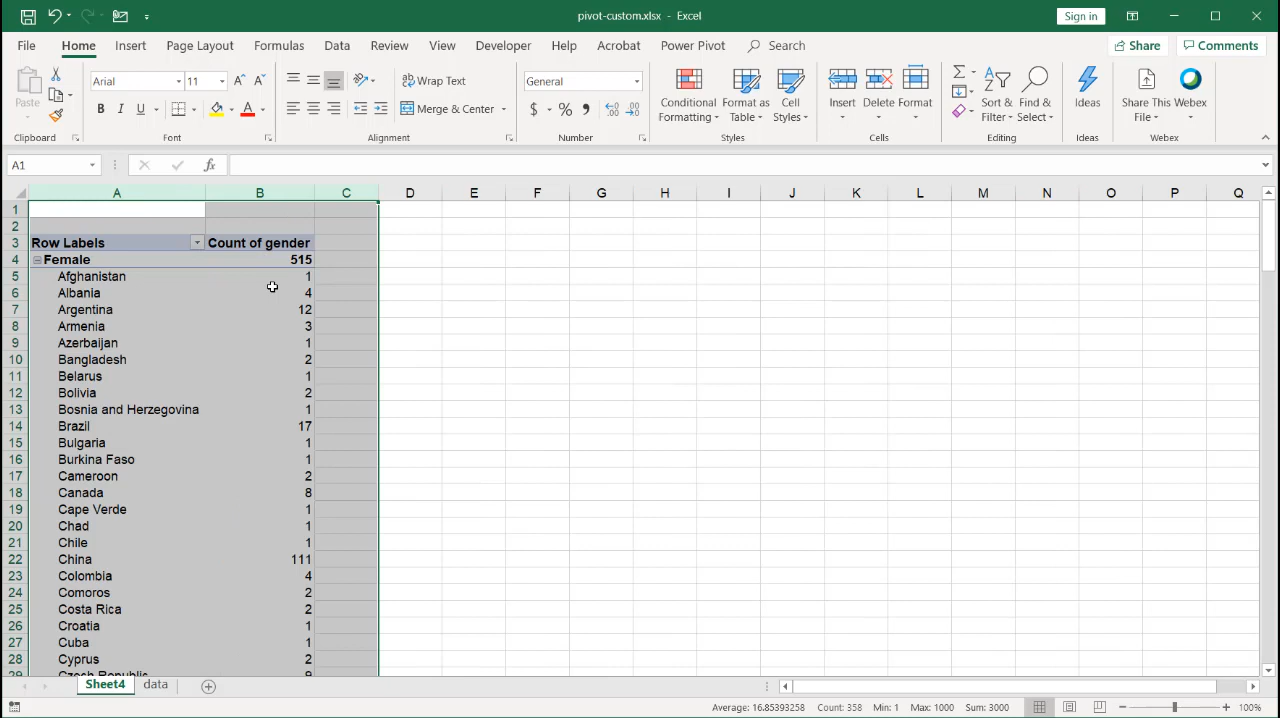 pivot-custom.xlsx - Excel
Sign in
File Home Insert Page Layout Formulas Data Review View Developer Help Acrobat Power Pivot Search Share Comments
Paste
Clipboard
Arial 11
B I U
Font
Wrap Text
Merge & Center
Alignment
General
$ % ,
Number
Conditional Formatting
Format as Table
Cell Styles
Styles
Insert Delete Format
Cells
Sort & Filter
Find & Select
Editing
Ideas
Ideas
Share This File
Webex
Webex
A1 fx
A B C D E F G H I J K L M N O P Q
1
2
3 Row Labels Count of gender
4 Female 515
5 Afghanistan 1
6 Albania 4
7 Argentina 12
8 Armenia 3
9 Azerbaijan 1
10 Bangladesh 2
11 Belarus 1
12 Bolivia 2
13 Bosnia and Herzegovina 1
14 Brazil 17
15 Bulgaria 1
16 Burkina Faso 1
17 Cameroon 2
18 Canada 8
19 Cape Verde 1
20 Chad 1
21 Chile 1
22 China 111
23 Colombia 4
24 Comoros 2
25 Costa Rica 2
26 Croatia 1
27 Cuba 1
28 Cyprus 2
29 Czech Republic 9
Sheet4 data
Average: 16.85393258 Count: 358 Min: 1 Max: 1000 Sum: 3000 100%